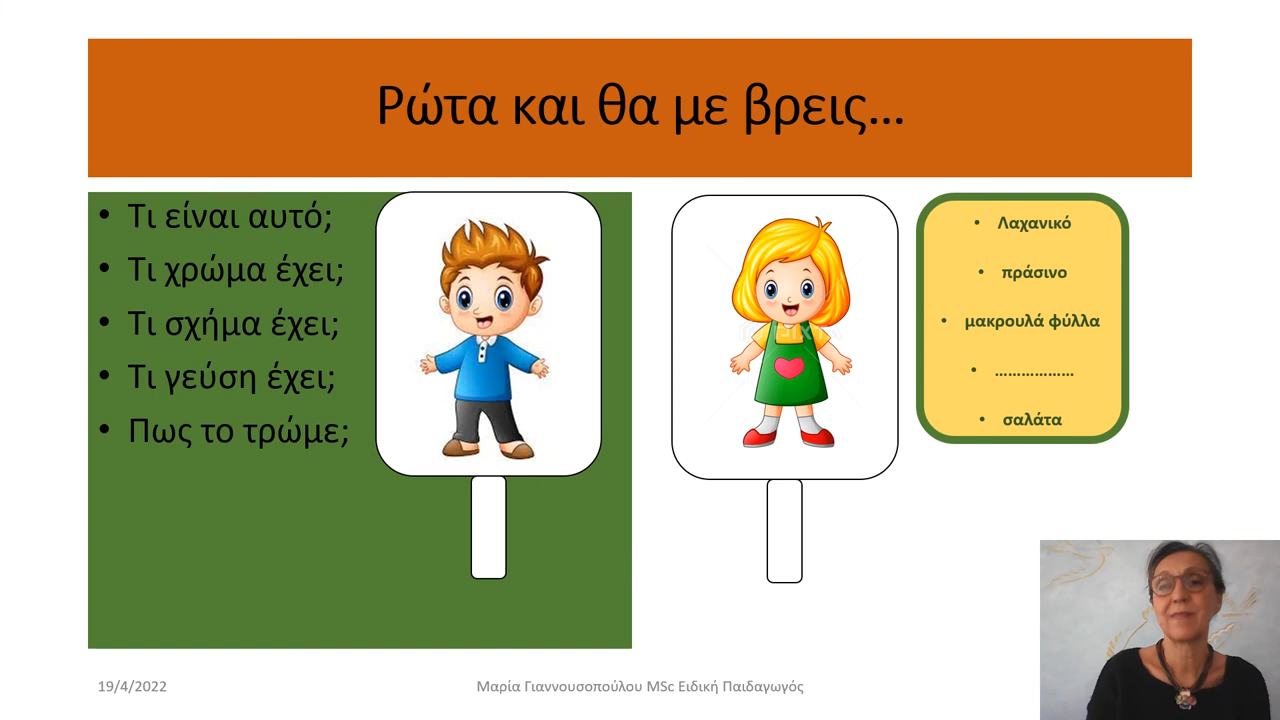 Ρώτα και θα με βρεις…
• Τι είναι αυτό;
• Τι χρώμα έχει;
• Τι σχήμα έχει;
• Τι γεύση έχει;
• Πως το τρώμε;
• Λαχανικό
• πράσινο
• μακρουλά φύλλα
• ………………
• σαλάτα
19/4/2022
Μαρία Γιαννουσοπούλου MSc Ειδική Παιδαγωγός